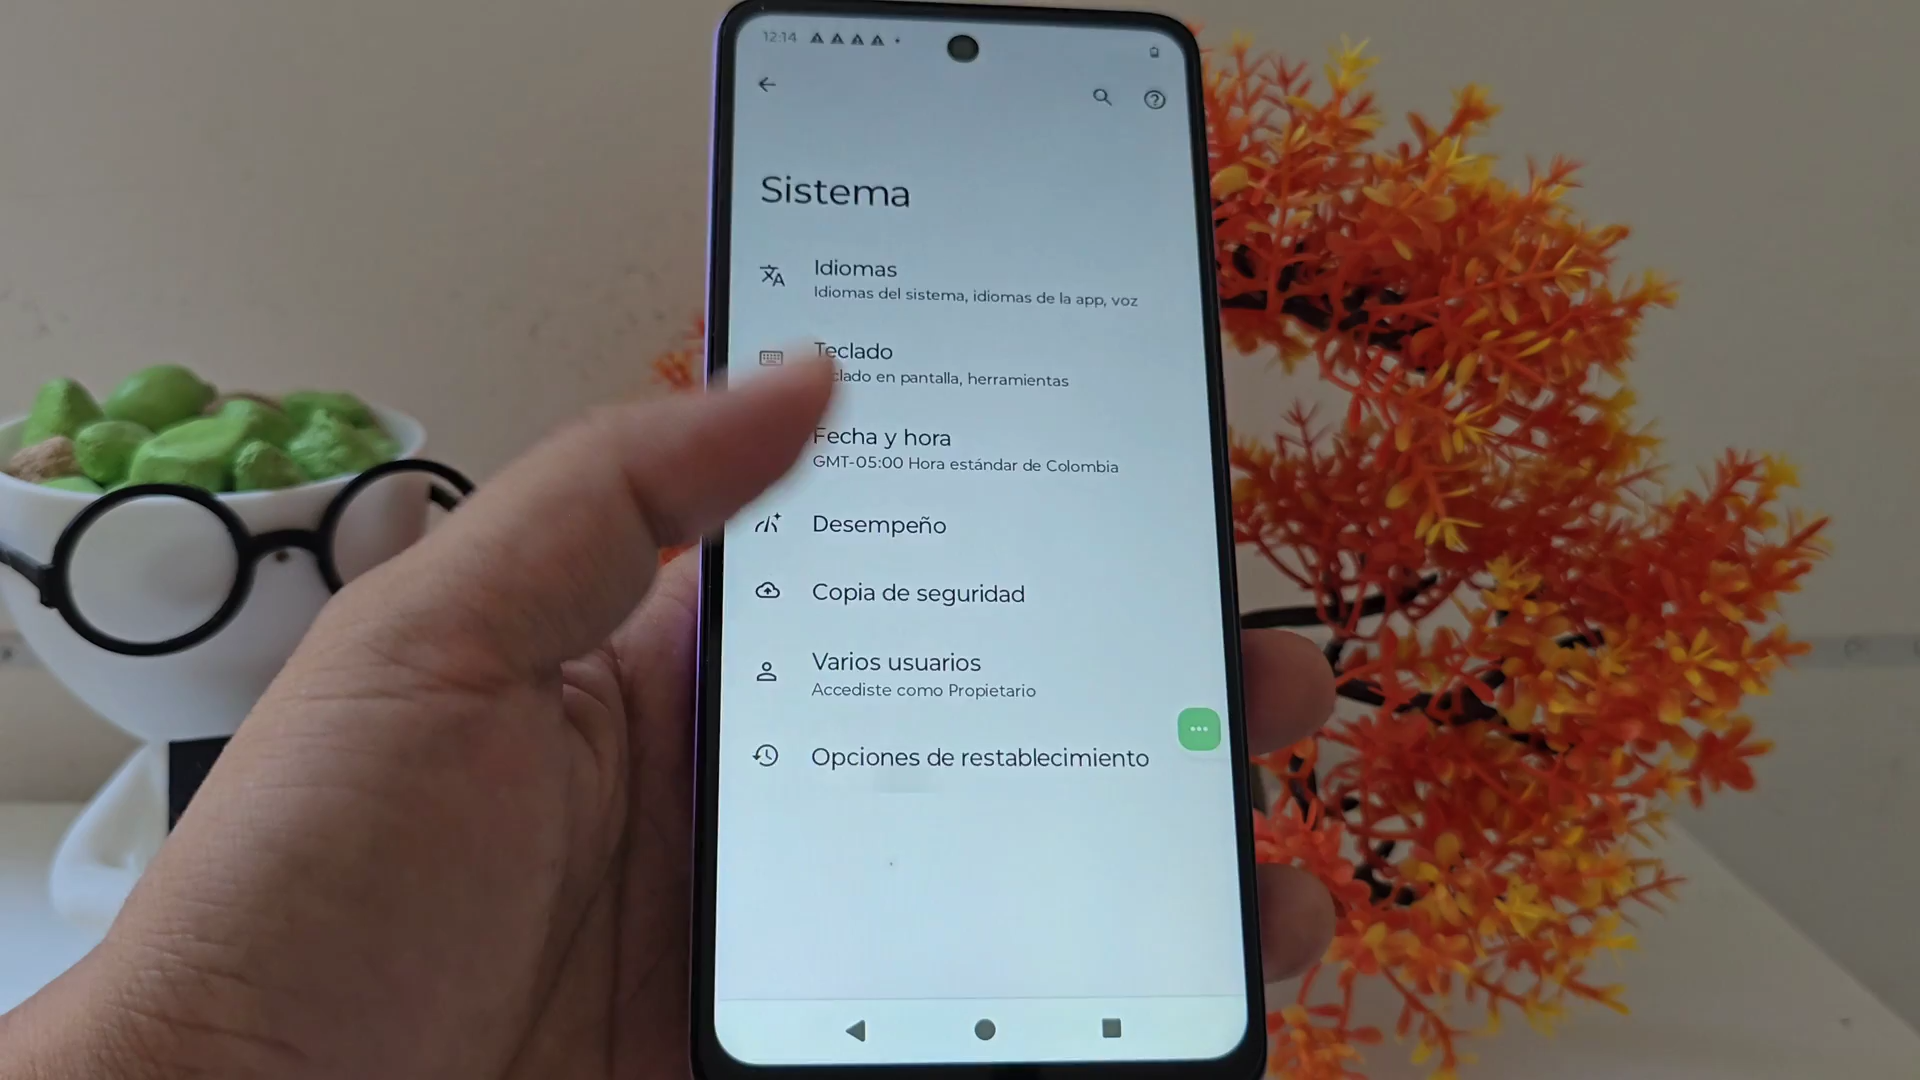 12:14
Sistema
Idiomas
Idiomas del sistema, idiomas de la app, voz
Teclado
en pantalla, herramientas
Fecha y hora
GMT-05:00 Hora estándar de Colombia
Desempeño
Copia de seguridad
Varios usuarios
Accediste como Propietario
Opciones de restablecimiento